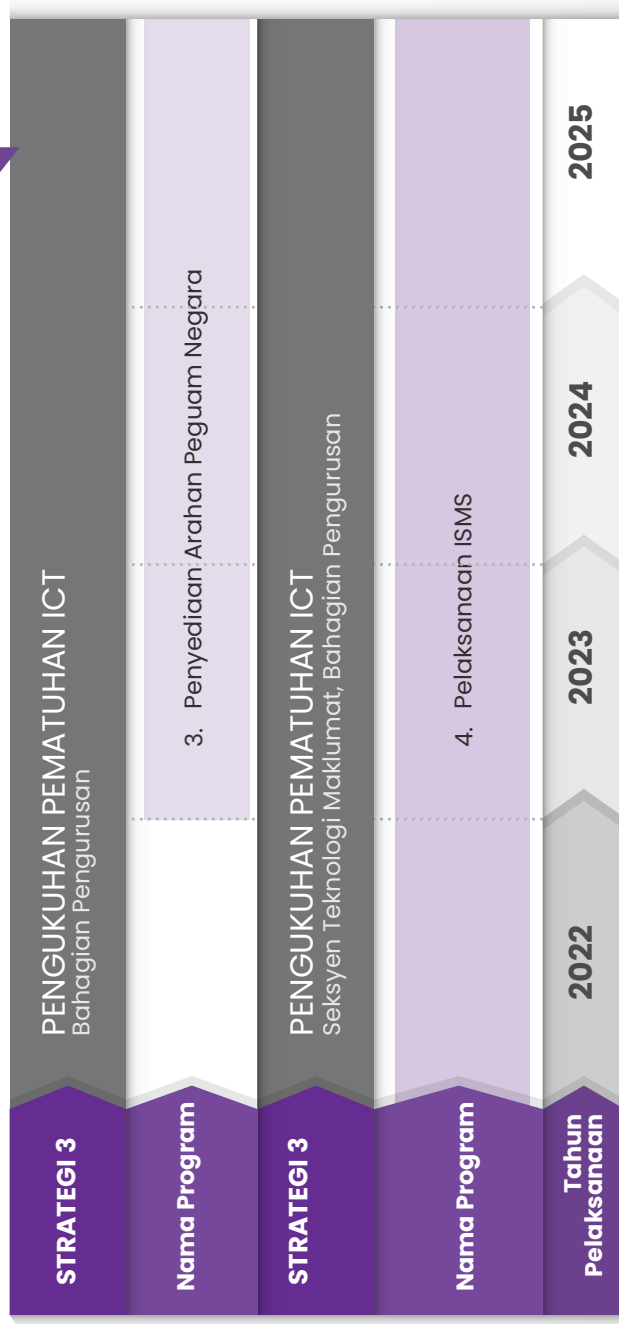 STRATEGI 3
PENGUKUHAN PEMATUHAN ICT
Bahagian Pengurusan
Nama Program
3. Penyediaan Arahan Peguam Negara
STRATEGI 3
PENGUKUHAN PEMATUHAN ICT
Seksyen Teknologi Maklumat, Bahagian Pengurusan
Nama Program
4. Pelaksanaan ISMS
Tahun
Pelaksanaan
2022
2023
2024
2025